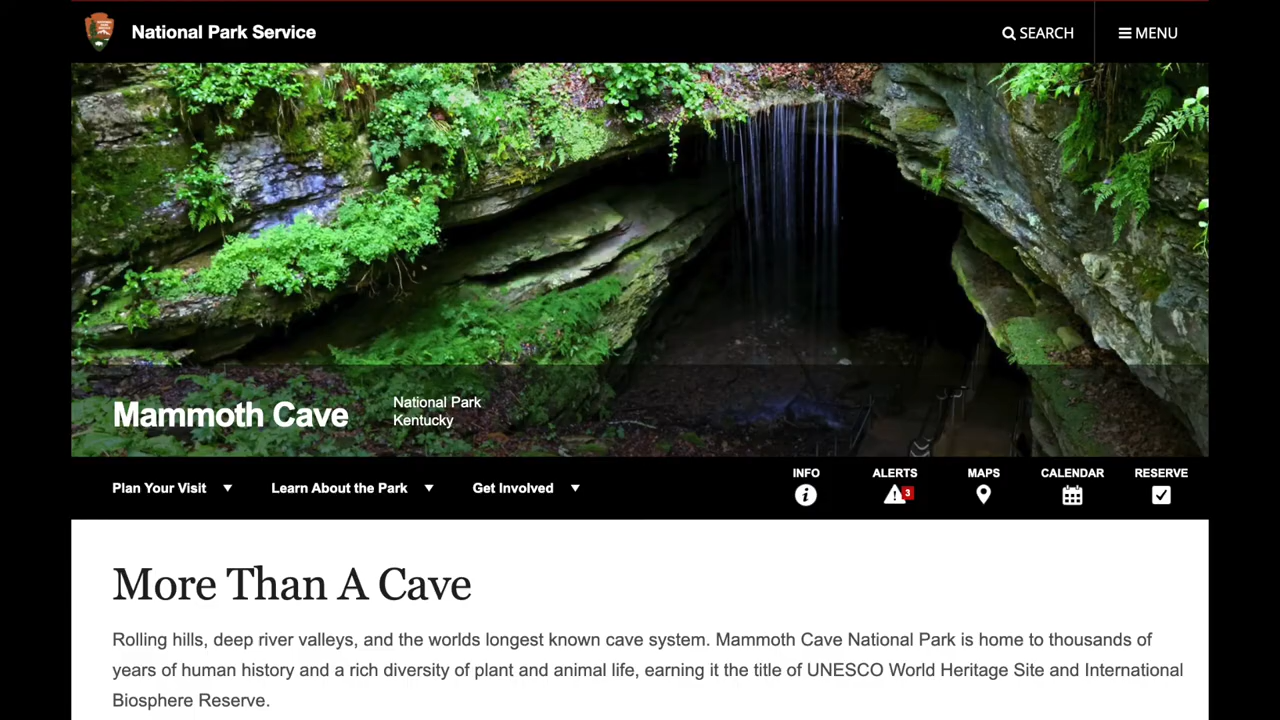 National Park Service
SEARCH
MENU
Mammoth Cave
National Park
Kentucky
Plan Your Visit
Learn About the Park
Get Involved
INFO
ALERTS
3
MAPS
CALENDAR
RESERVE
More Than A Cave
Rolling hills, deep river valleys, and the worlds longest known cave system. Mammoth Cave National Park is home to thousands of
years of human history and a rich diversity of plant and animal life, earning it the title of UNESCO World Heritage Site and International
Biosphere Reserve.